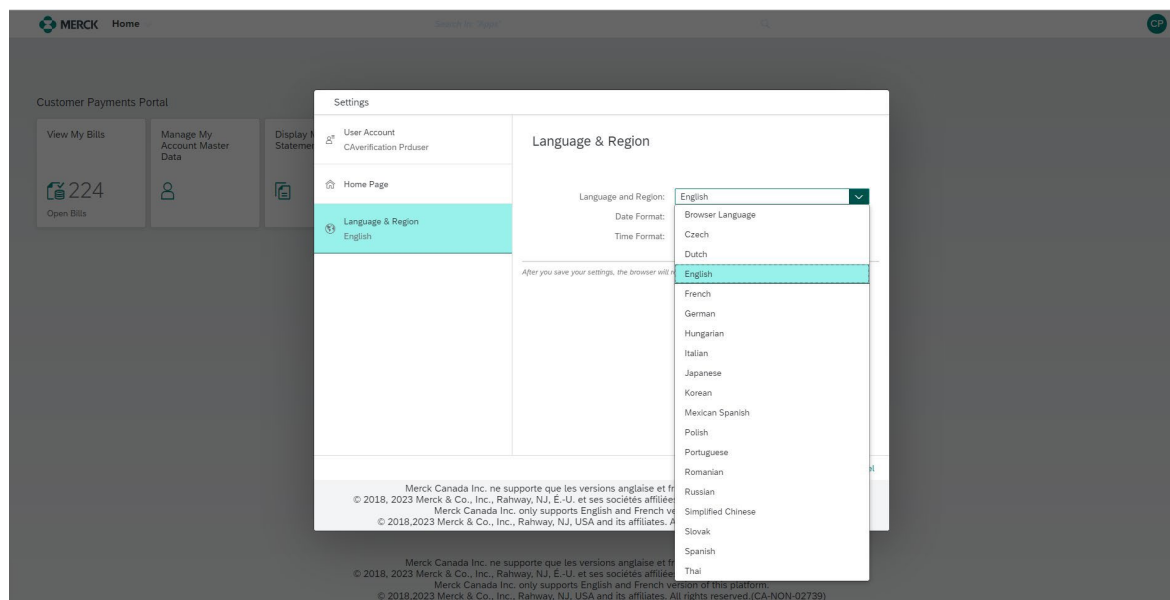 MERCK Home
Search In: "Apps"
CP
Customer Payments Portal
View My Bills
224
Open Bills
Manage My
Account Master
Data
Display
Settings
User Account
CAverification Prduser
Home Page
Language & Region
English
Language & Region
Language and Region: English
Date Format:
Time Format:
After you save your settings, the browser will
Browser Language
Czech
Dutch
English
French
German
Hungarian
Italian
Japanese
Korean
Mexican Spanish
Polish
Portuguese
Romanian
Russian
Simplified Chinese
Slovak
Spanish
Thai
Merck Canada Inc. ne supporte que les versions anglaise et
© 2018, 2023 Merck & Co., Inc., Rahway, NJ, É.-U. et ses sociétés affiliées
Merck Canada Inc. only supports English and French
© 2018,2023 Merck & Co., Inc., Rahway, NJ, USA and its affiliates.
Merck Canada Inc. ne supporte que les versions anglaise et
© 2018, 2023 Merck & Co., Inc., Rahway, NJ, É.-U. et ses sociétés affiliées
Merck Canada Inc. only supports English and French version of this platform.
© 2018,2023 Merck & Co., Inc., Rahway, NJ, USA and its affiliates. All rights reserved.(CA-NON-02739)